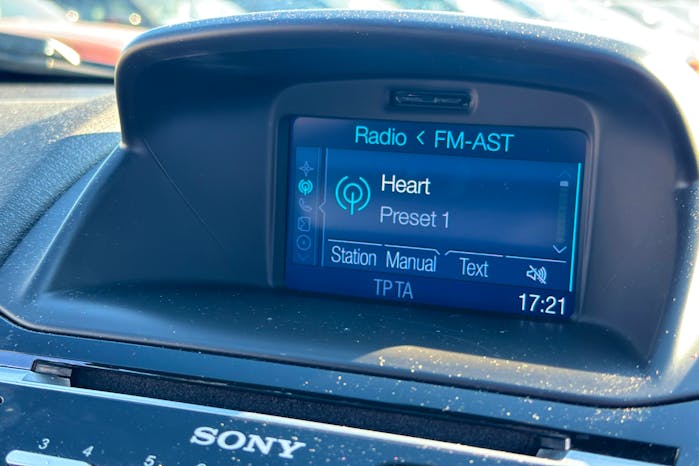 Radio < FM-AST
Heart
Preset 1
Station Manual Text
TP TA
17:21
SONY
3 4 5